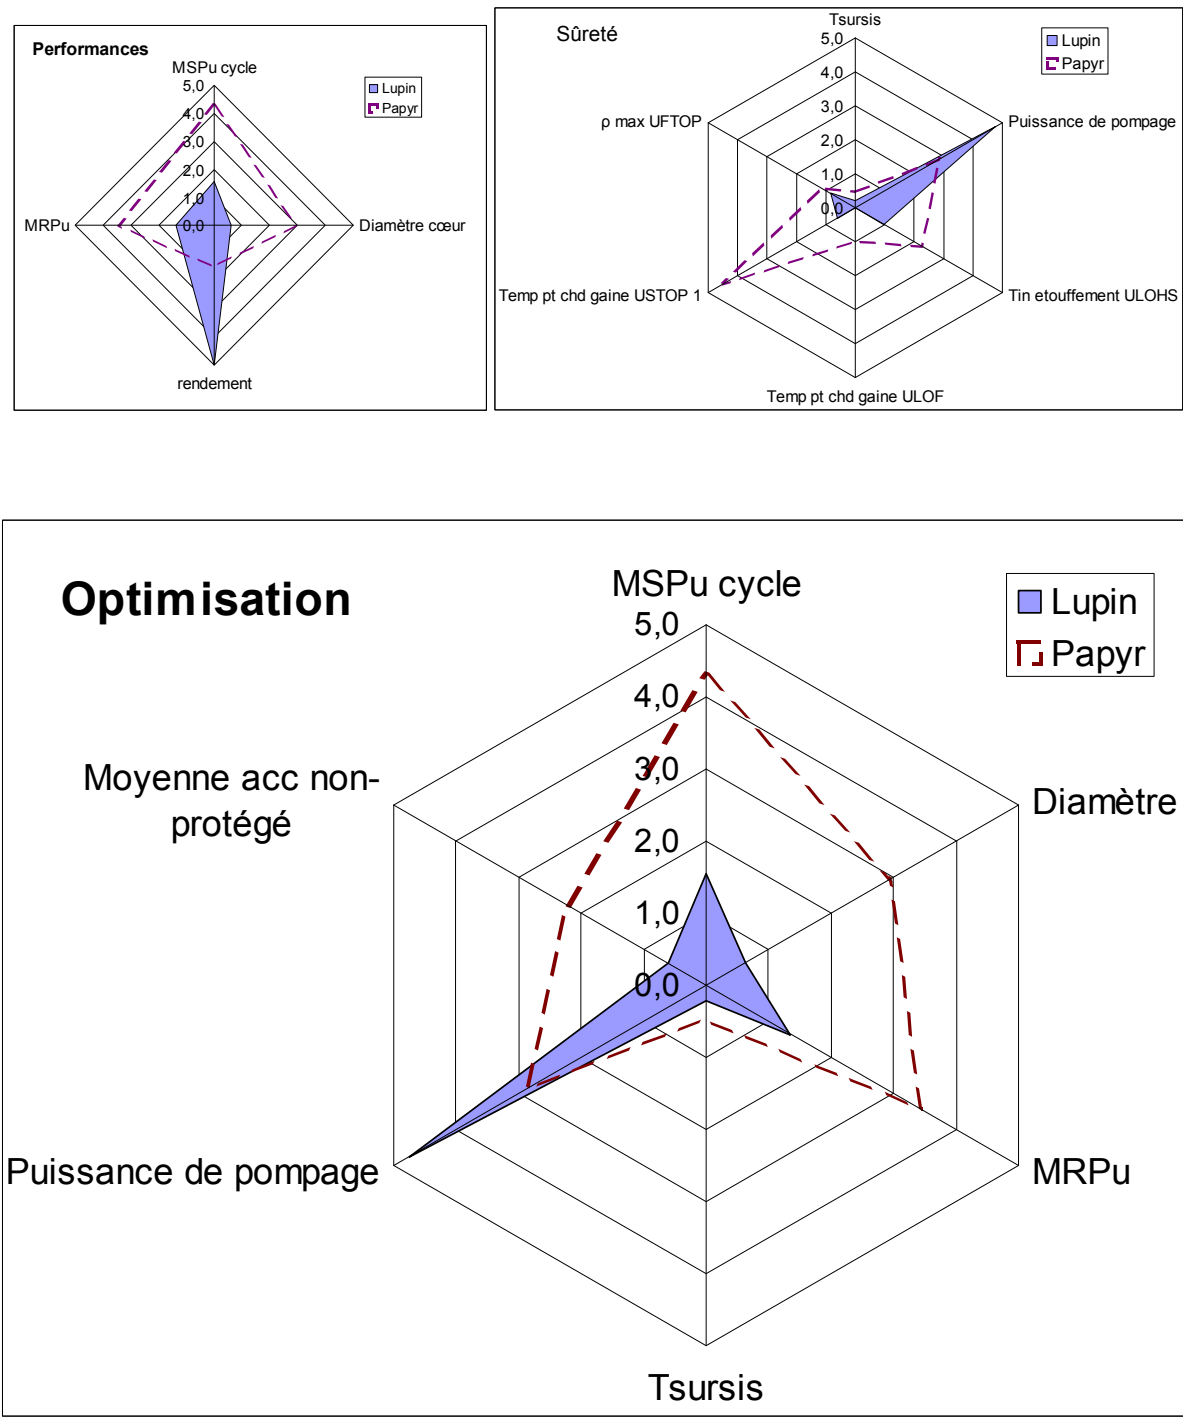 Performances
MSPu cycle
5,0
4,0
3,0
2,0
1,0
0,0
Lupin
Papyr
MRPu
Diamètre cœur
rendement
Sûreté
Tsursis
5,0
4,0
3,0
2,0
1,0
0,0
Lupin
Papyr
ρ max UFTOP
Puissance de pompage
Temp pt chd gaine USTOP 1
Tin etouffement ULOHS
Temp pt chd gaine ULOF
Optimisation
MSPu cycle
5,0
4,0
3,0
2,0
1,0
0,0
Lupin
Papyr
Moyenne acc non-
protégé
Diamètre
Puissance de pompage
MRPu
Tsursis